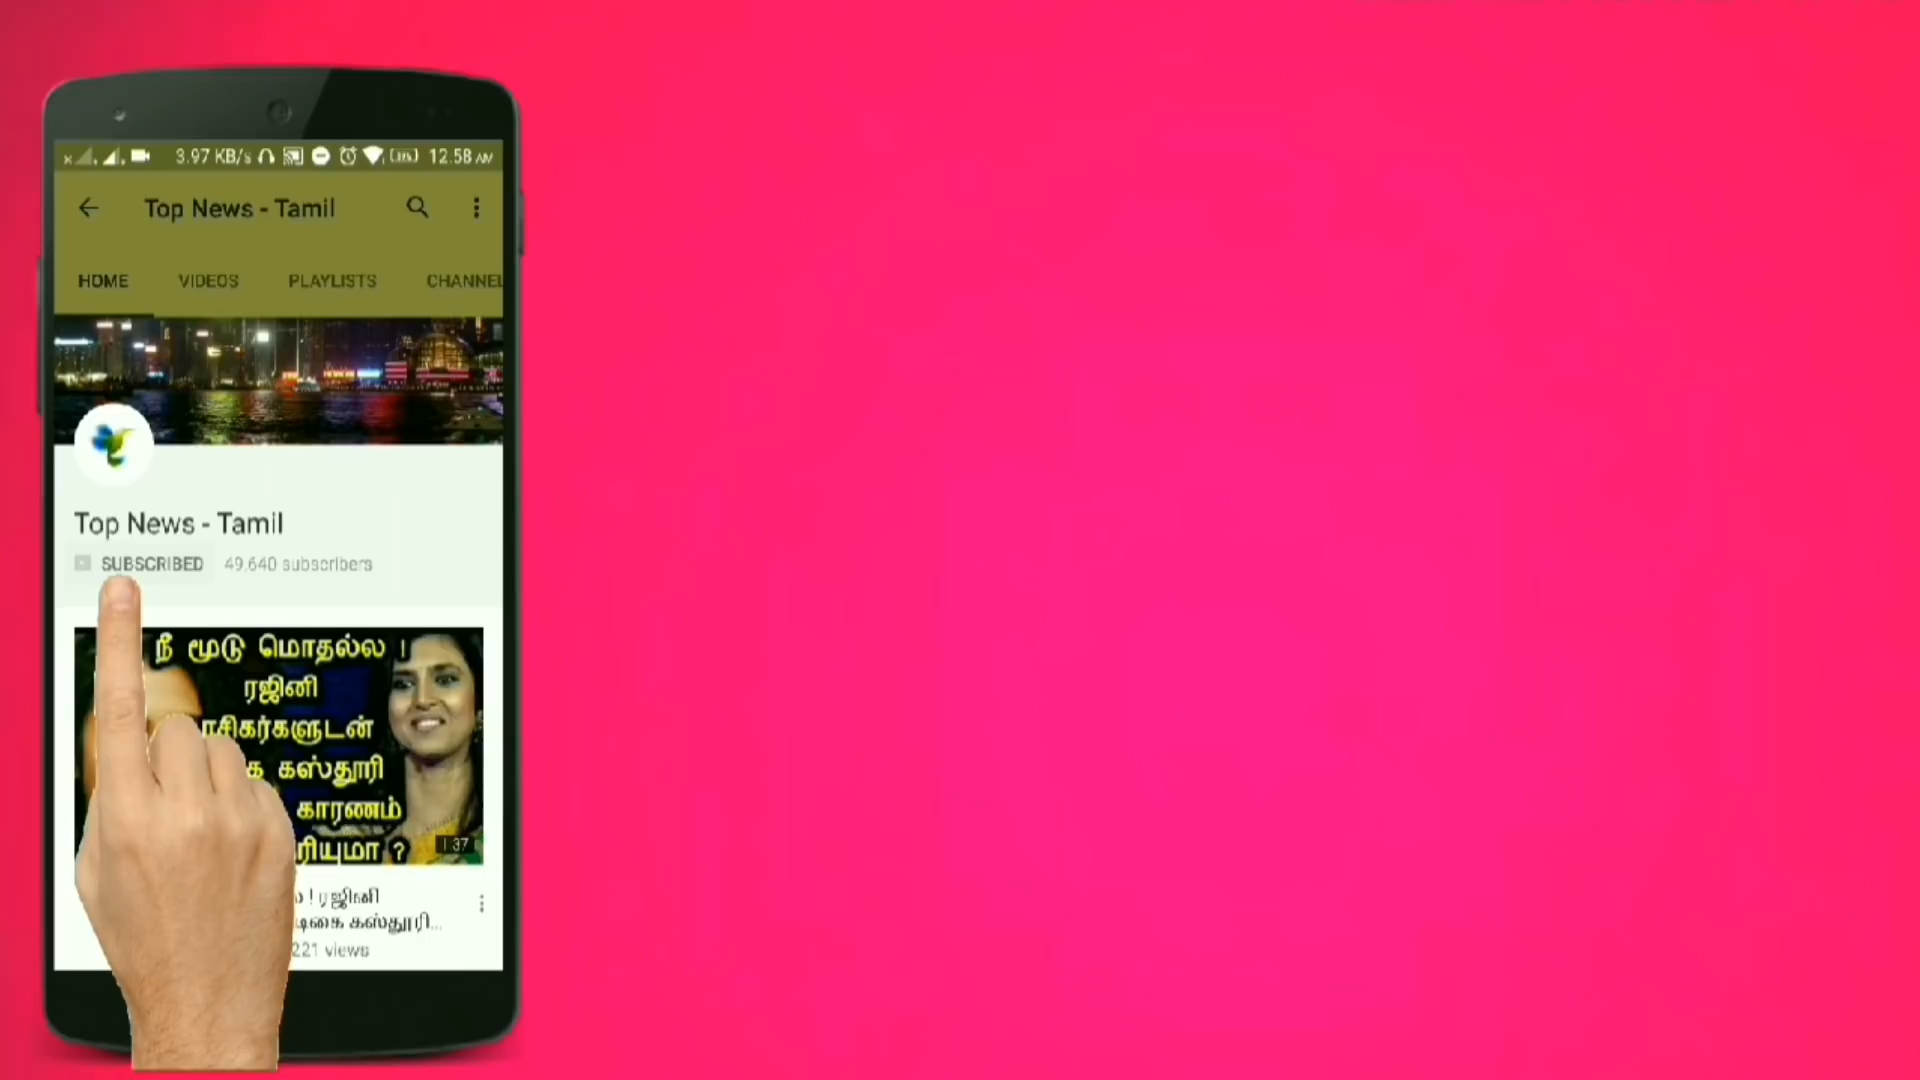 3.97 KB/s 12.58 AM
Top News - Tamil
HOME VIDEOS PLAYLISTS CHANNEL
Top News - Tamil
SUBSCRIBED 49,640 subscribers
நீ மூடு மொதல்ல !
ரஜினி
ரசிகர்களுடன்
கஸ்தூரி
காரணம்
ரியுமா ?
1:37
! ரஜினி
டிகை கஸ்தூரி...
221 views